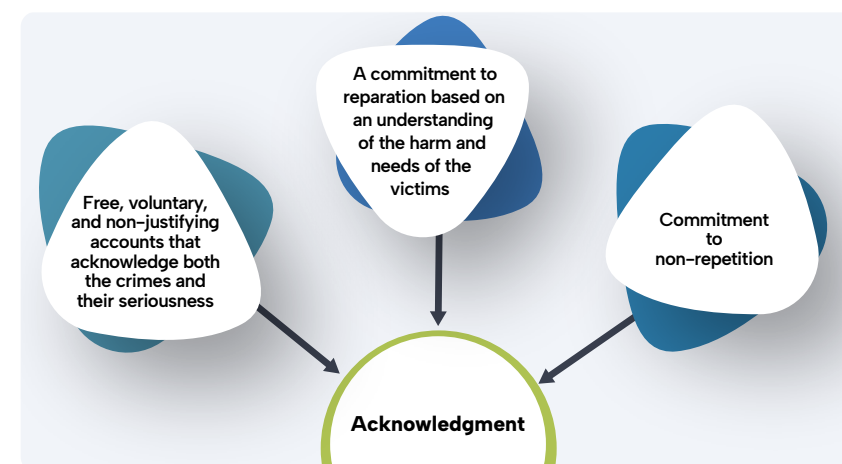 A commitment to
reparation based on
an understanding
of the harm and
needs of the
victims
Free, voluntary,
and non-justifying
accounts that
acknowledge both
the crimes and
their seriousness
Commitment
to
non-repetition
Acknowledgment